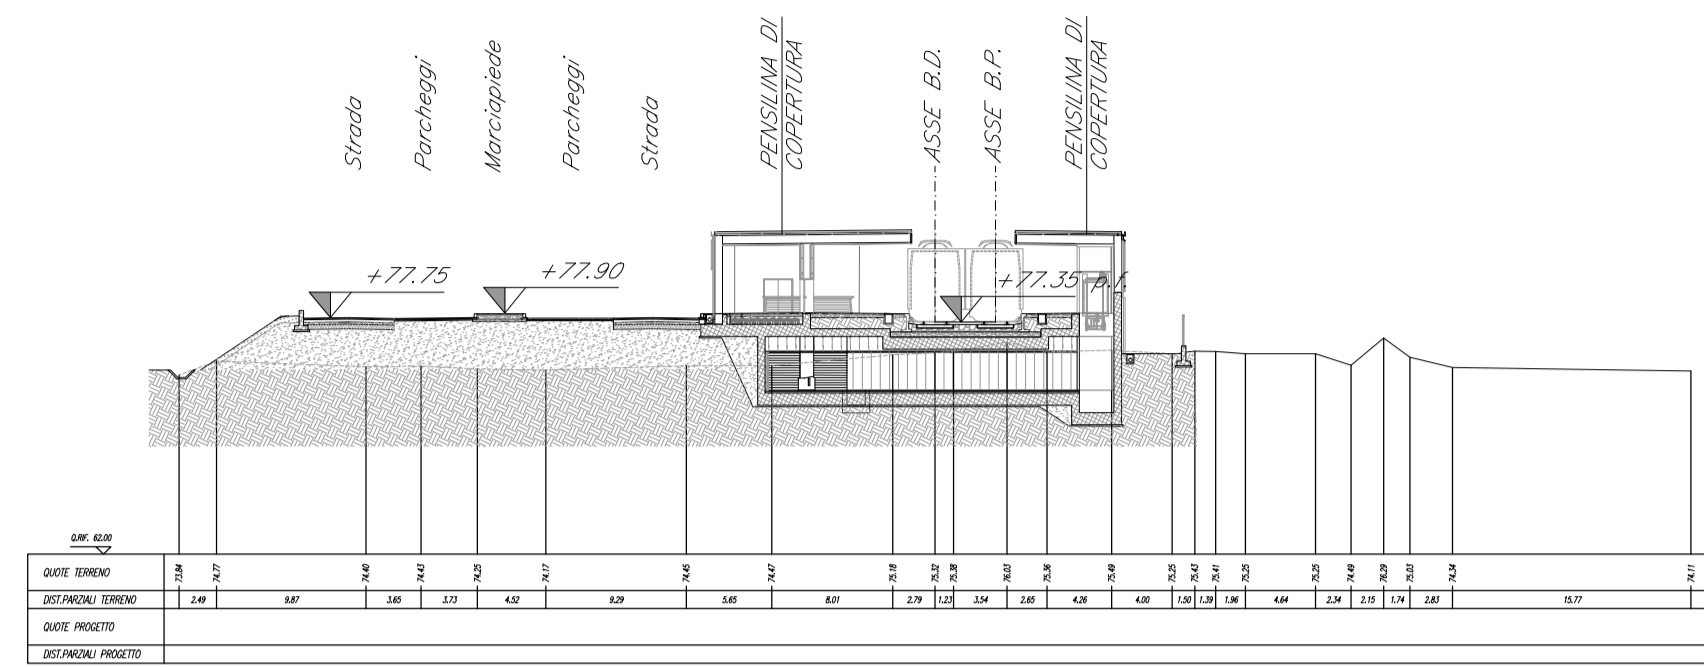 Strada
Parcheggi
Marciapiede
Parcheggi
Strada
PENSILINA DI
COPERTURA
ASSE B.D.
ASSE B.P.
PENSILINA DI
COPERTURA
+77.75
+77.90
+77.35 p.f.
Q.RIF. 62.00
QUOTE TERRENO 73.84 74.77 74.40 74.43 74.25 74.17 74.45 74.47 75.18 75.32 75.38 76.03 75.36 75.49 75.25 75.43 75.41 75.25 75.25 74.49 76.29 75.03 74.34 74.11
DIST.PARZIALI TERRENO 2.49 9.87 3.65 3.73 4.52 9.29 5.65 8.01 2.79 1.23 3.54 2.65 4.26 4.00 1.50 1.39 1.96 4.64 2.34 2.15 1.74 2.83 15.77
QUOTE PROGETTO
DIST.PARZIALI PROGETTO